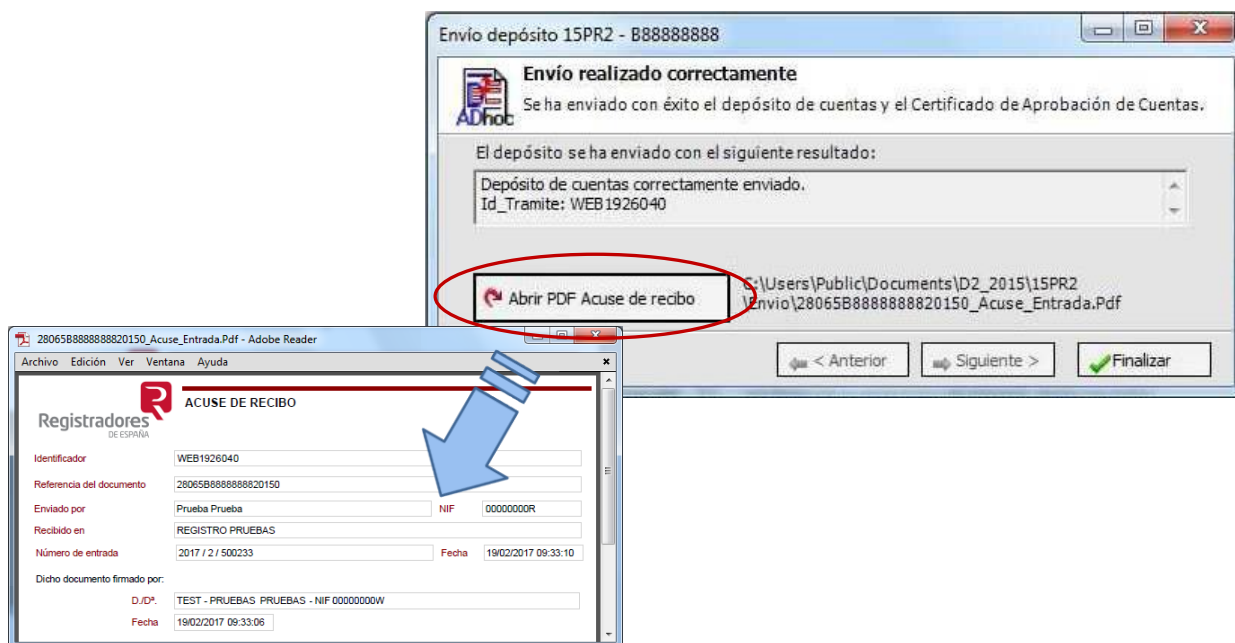 Envío depósito 15PR2 - B88888888
Envío realizado correctamente
Se ha enviado con éxito el depósito de cuentas y el Certificado de Aprobación de Cuentas.
ADhoc
El depósito se ha enviado con el siguiente resultado:
Depósito de cuentas correctamente enviado.
Id_Tramite: WEB1926040
Abrir PDF Acuse de recibo
C:\Users\Public\Documents\D2_2015\15PR2
\Envio\28065B8888888820150_Acuse_Entrada.Pdf
< Anterior
Siguiente >
Finalizar
28065B8888888820150_Acuse_Entrada.Pdf - Adobe Reader
Archivo Edición Ver Ventana Ayuda
Registradores
DE ESPAÑA
ACUSE DE RECIBO
Identificador WEB1926040
Referencia del documento 28065B8888888820150
Enviado por Prueba Prueba NIF 00000000R
Recibido en REGISTRO PRUEBAS
Número de entrada 2017 / 2 / 500233 Fecha 19/02/2017 09:33:10
Dicho documento firmado por:
D./Dª. TEST - PRUEBAS PRUEBAS - NIF 00000000W
Fecha 19/02/2017 09:33:06